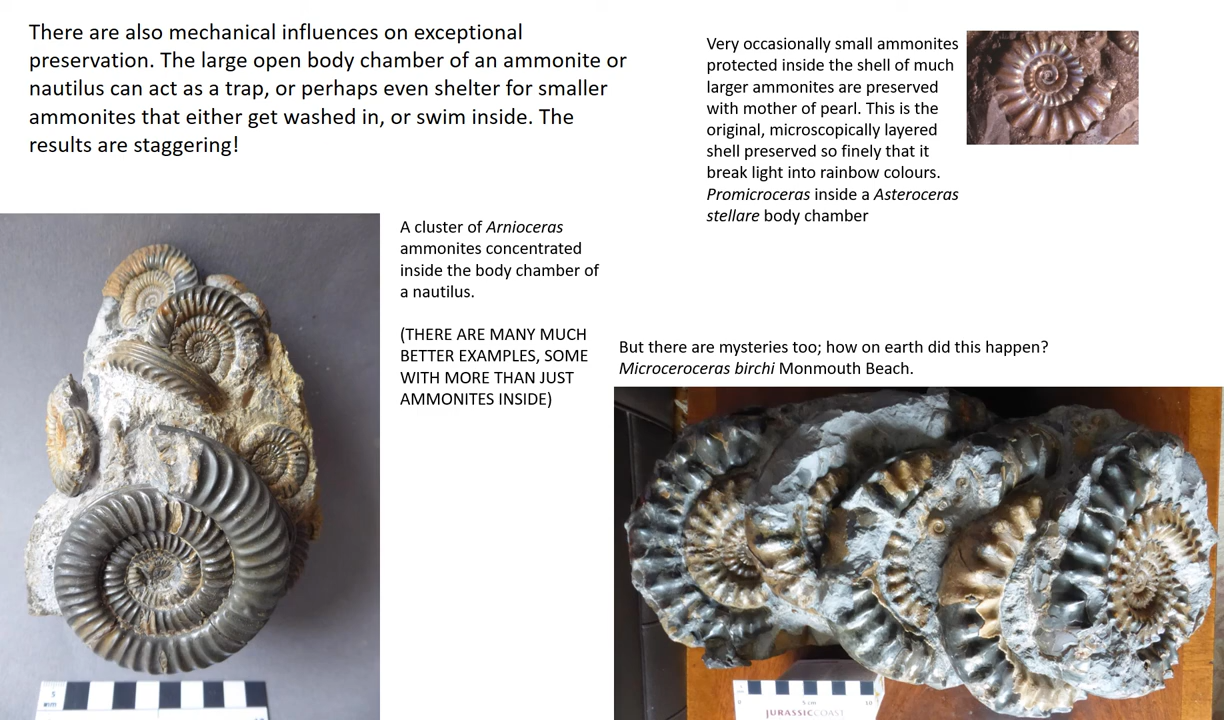 There are also mechanical influences on exceptional
preservation. The large open body chamber of an ammonite or
nautilus can act as a trap, or perhaps even shelter for smaller
ammonites that either get washed in, or swim inside. The
results are staggering!
Very occasionally small ammonites
protected inside the shell of much
larger ammonites are preserved
with mother of pearl. This is the
original, microscopically layered
shell preserved so finely that it
break light into rainbow colours.
Promicroceras inside a Asteroceras
stellare body chamber
A cluster of Arnioceras
ammonites concentrated
inside the body chamber of
a nautilus.
(THERE ARE MANY MUCH
BETTER EXAMPLES, SOME
WITH MORE THAN JUST
AMMONITES INSIDE)
But there are mysteries too; how on earth did this happen?
Microceroceras birchi Monmouth Beach.
0 5cm 10
JURASSICCOAST